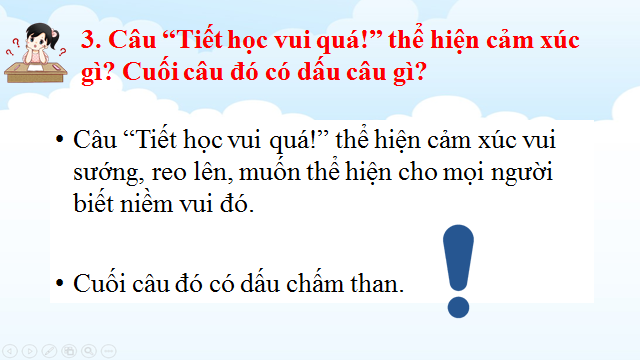 3. Câu “Tiết học vui quá!” thể hiện cảm xúc
gì? Cuối câu đó có dấu câu gì?
• Câu “Tiết học vui quá!” thể hiện cảm xúc vui
sướng, reo lên, muốn thể hiện cho mọi người
biết niềm vui đó.
• Cuối câu đó có dấu chấm than.
!